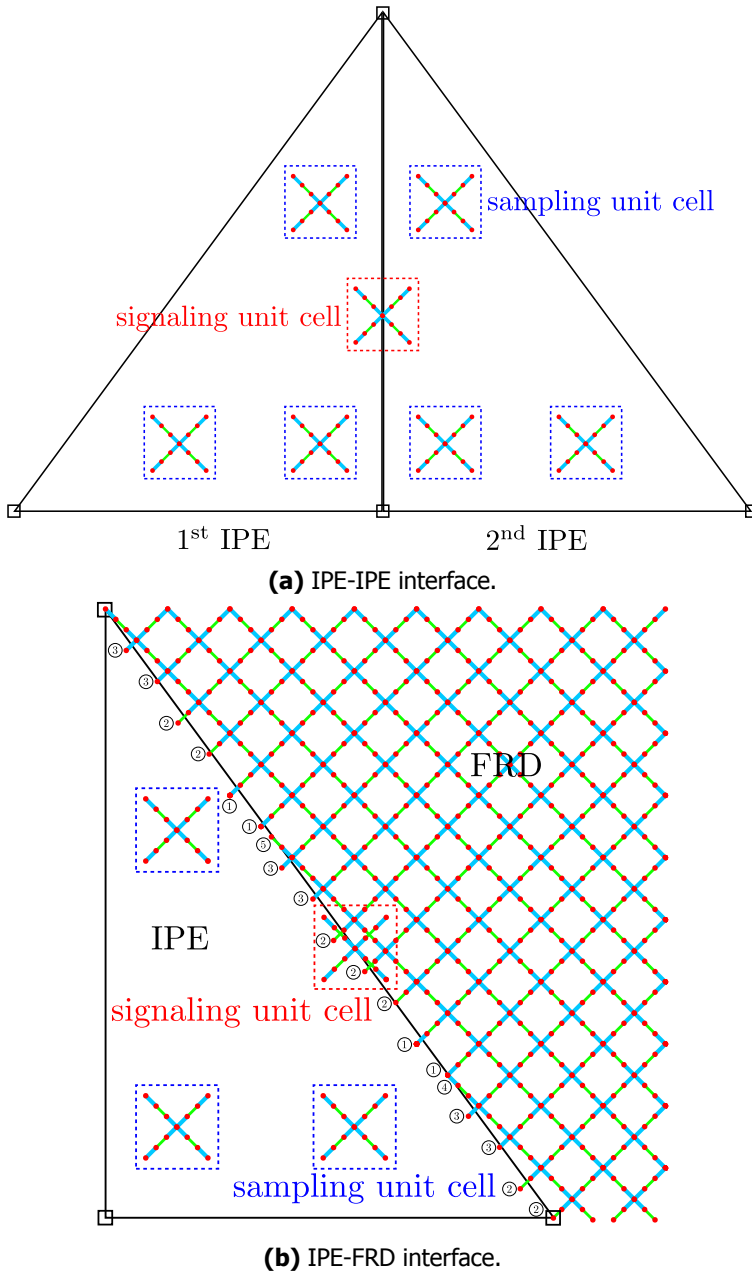 sampling unit cell
signaling unit cell
1st IPE
2nd IPE
(a) IPE-IPE interface.
3
3
2
2
FRD
1
1
5
3
3
IPE
2
2
signaling unit cell
2
1
1
4
3
3
sampling unit cell
2
2
(b) IPE-FRD interface.